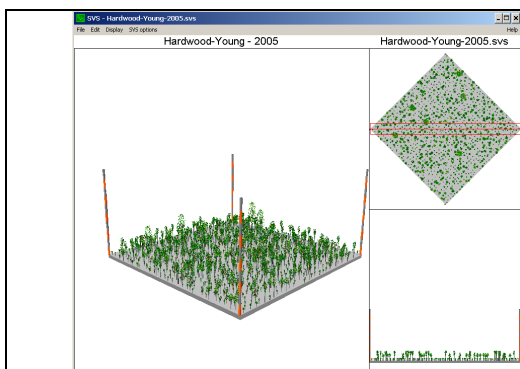 SVS - Hardwood-Young-2005.svs
File Edit Display SVS options Help
Hardwood-Young - 2005
Hardwood-Young-2005.svs